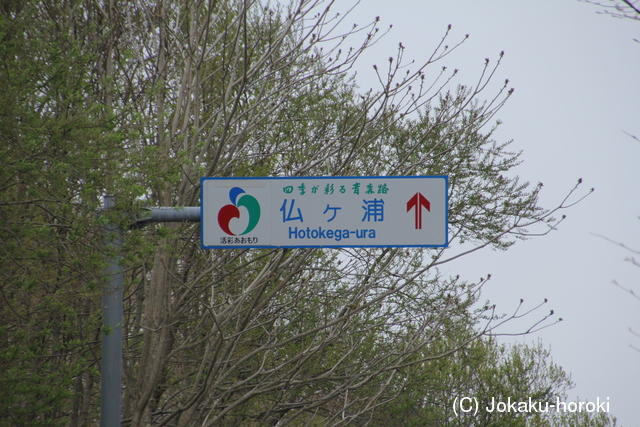 四季が彩る青森路
活彩あおもり
仏ヶ浦
Hotokega-ura
(C) Jokaku-horoki